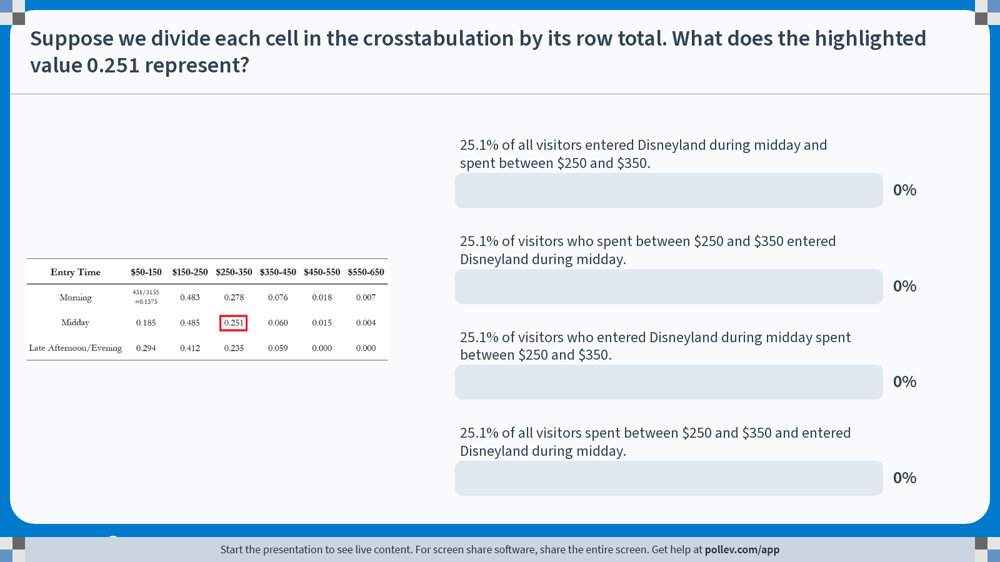 Suppose we divide each cell in the crosstabulation by its row total. What does the highlighted
value 0.251 represent?
Entry Time $50-150 $150-250 $250-350 $350-450 $450-550 $550-650
Morning 431/3135 =0.1375 0.483 0.278 0.076 0.018 0.007
Midday 0.185 0.485 0.251 0.060 0.015 0.004
Late Afternoon/Evening 0.294 0.412 0.235 0.059 0.000 0.000
25.1% of all visitors entered Disneyland during midday and
spent between $250 and $350.
0%
25.1% of visitors who spent between $250 and $350 entered
Disneyland during midday.
0%
25.1% of visitors who entered Disneyland during midday spent
between $250 and $350.
0%
25.1% of all visitors spent between $250 and $350 and entered
Disneyland during midday.
0%
Start the presentation to see live content. For screen share software, share the entire screen. Get help at pollev.com/app